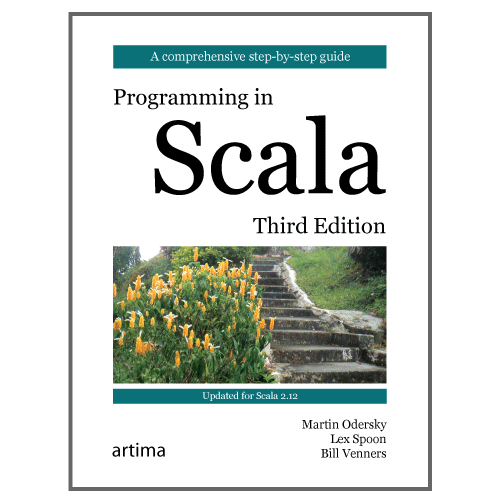 A comprehensive step-by-step guide
Programming in
Scala
Third Edition
Updated for Scala 2.12
Martin Odersky
Lex Spoon
Bill Venners
artima